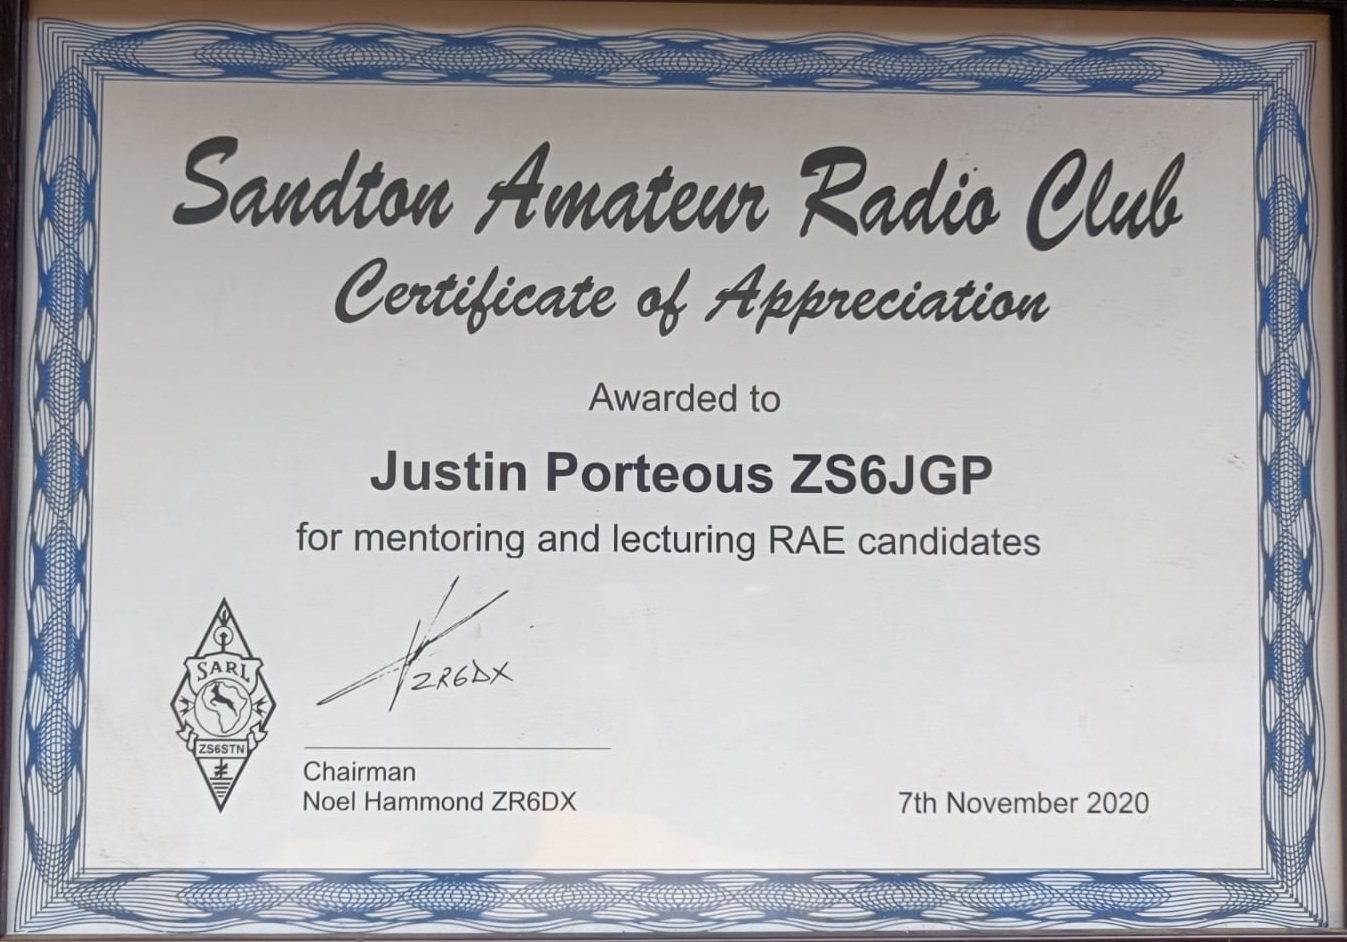 Sandton Amateur Radio Club
Certificate of Appreciation
Awarded to
Justin Porteous ZS6JGP
for mentoring and lecturing RAE candidates
ZR6DX
SARL
ZS6STN
Chairman
Noel Hammond ZR6DX
7th November 2020